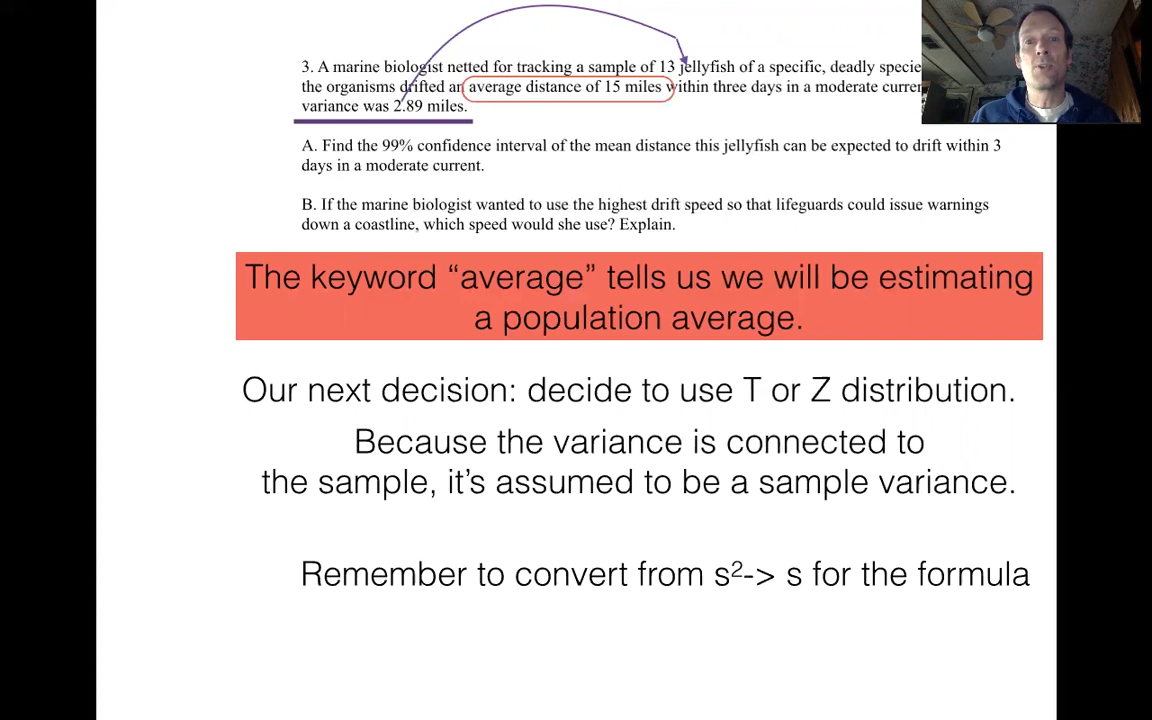 3. A marine biologist netted for tracking a sample of 13 jellyfish of a specific, deadly
the organisms drifted an average distance of 15 miles within three days in a moderate
variance was 2.89 miles.
A. Find the 99% confidence interval of the mean distance this jellyfish can be expected to drift within 3
days in a moderate current.
B. If the marine biologist wanted to use the highest drift speed so that lifeguards could issue warnings
down a coastline, which speed would she use? Explain.
The keyword “average” tells us we will be estimating
a population average.
Our next decision: decide to use T or Z distribution.
Because the variance is connected to
the sample, it’s assumed to be a sample variance.
Remember to convert from s²-> s for the formula